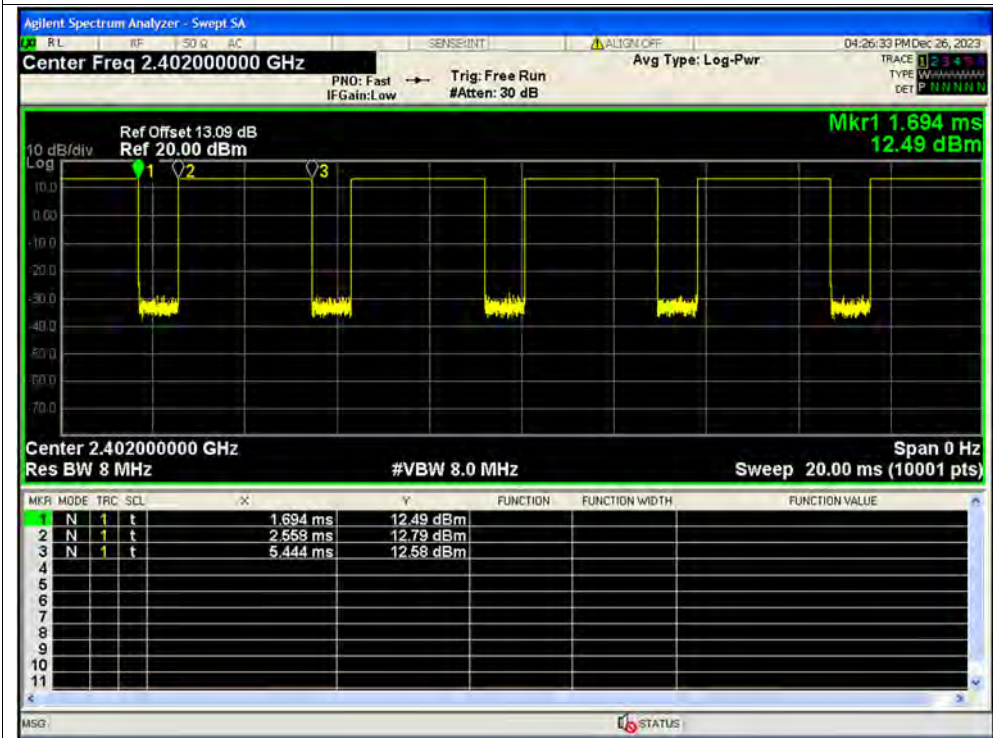 Agilent Spectrum Analyzer - Swept SA
RL RF 50 Ω AC SENSE:INT ALIGN OFF 04:26:33 PM Dec 26, 2023
Center Freq 2.402000000 GHz Avg Type: Log-Pwr TRACE 1 2 3 4 5 6
PNO: Fast Trig: Free Run TYPE W
IFGain:Low #Atten: 30 dB DET P N N N N N
Mkr1 1.694 ms
12.49 dBm
Ref Offset 13.09 dB
10 dB/div Ref 20.00 dBm
Log
1 2 3
10.0
0.00
-10.0
-20.0
-30.0
-40.0
-50.0
-60.0
-70.0
Center 2.402000000 GHz Span 0 Hz
Res BW 8 MHz #VBW 8.0 MHz Sweep 20.00 ms (10001 pts)
MKR MODE TRC SCL X Y FUNCTION FUNCTION WIDTH FUNCTION VALUE
1 N 1 t 1.694 ms 12.49 dBm
2 N 1 t 2.558 ms 12.79 dBm
3 N 1 t 5.444 ms 12.58 dBm
4
5
6
7
8
9
10
11
MSG STATUS